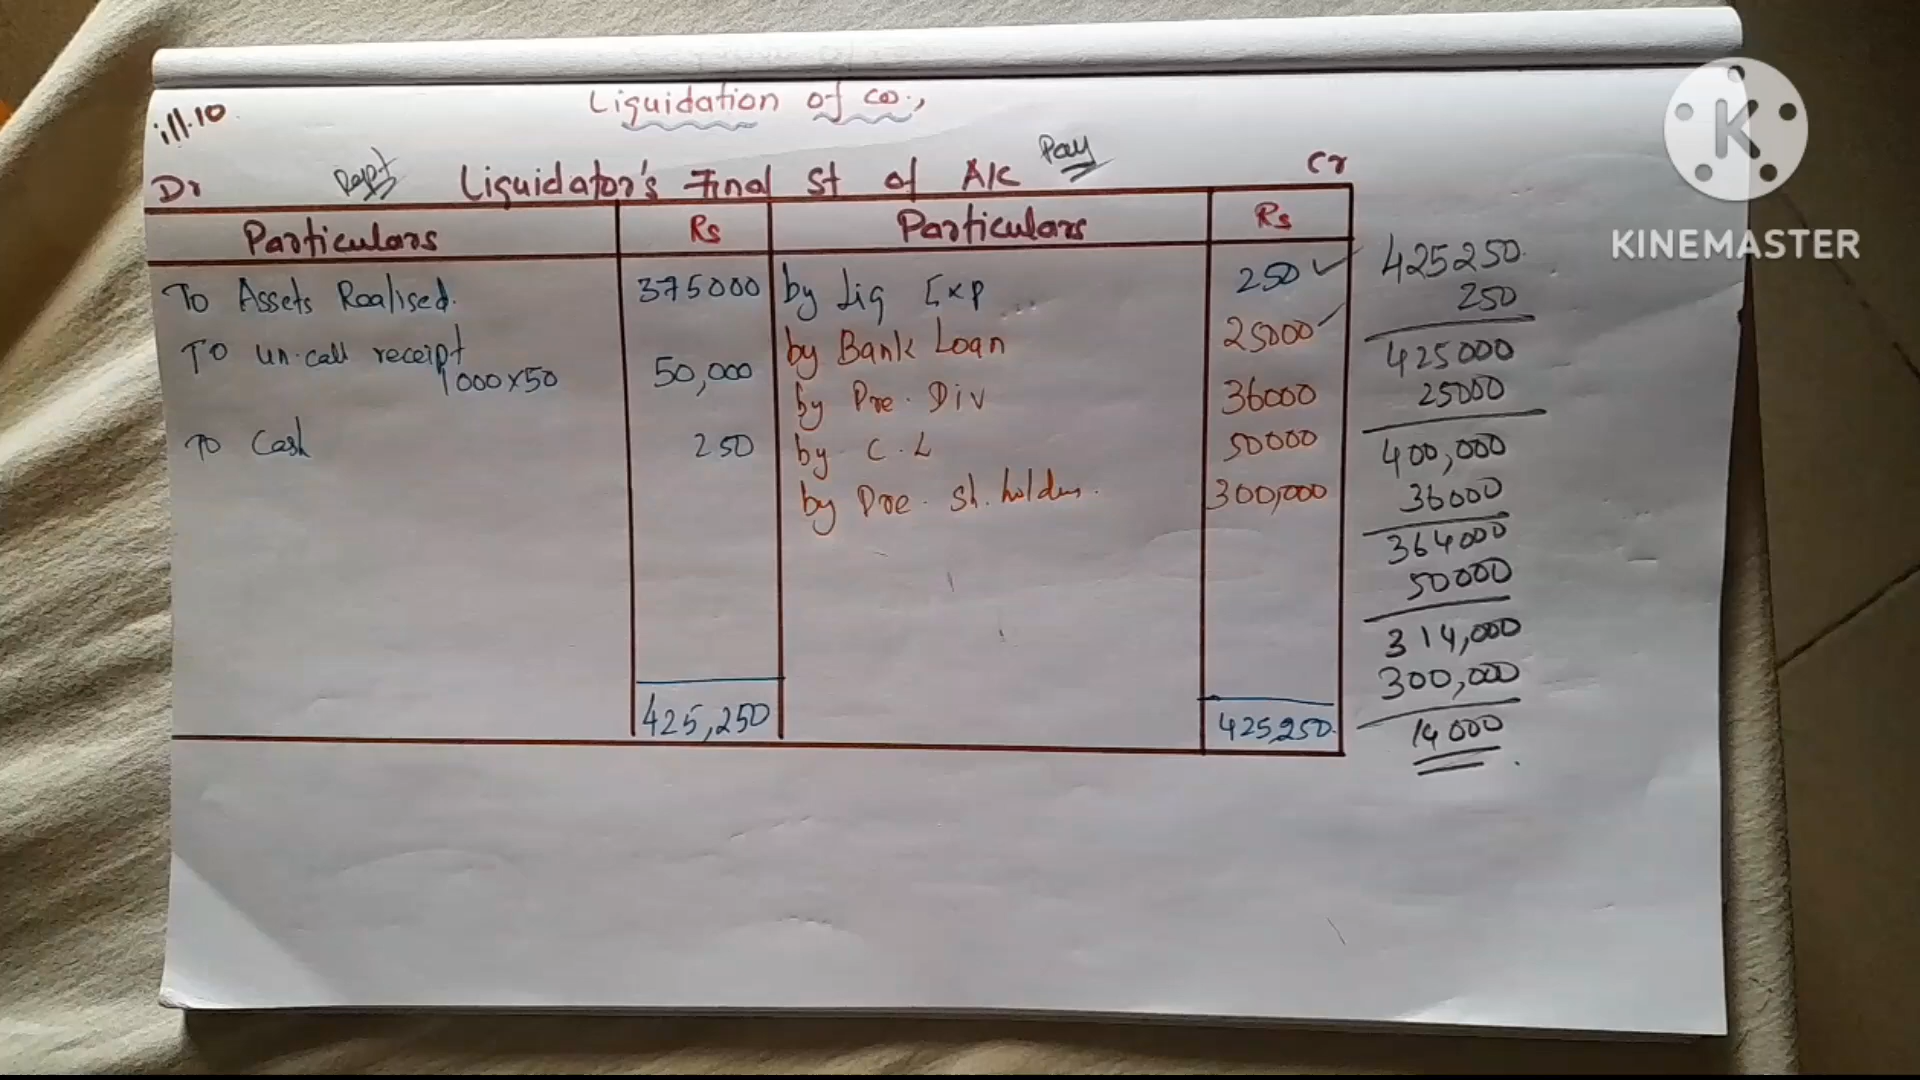 ill.10
Liquidation of co.,
Dr Rcpt Liquidator's Final St of A/c Pay Cr
Particulars Rs Particulars Rs
To Assets Realised. 375000 by Liq Exp 250
To un.call receipt
1000x50 50,000 by Bank Loan 25000
by Pre. Div 36000
To Cash 250 by C.L 50000
by Pre. Sh. holders. 300,000
425,250 425,250
425250
250
425000
25000
400,000
36000
364000
50000
314,000
300,000
14000
K
KINEMASTER